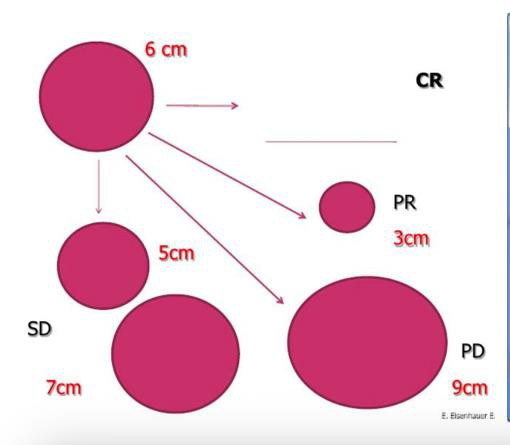 6 cm
CR
PR
3cm
5cm
SD
PD
7cm
9cm
E. Eisenhauer E.